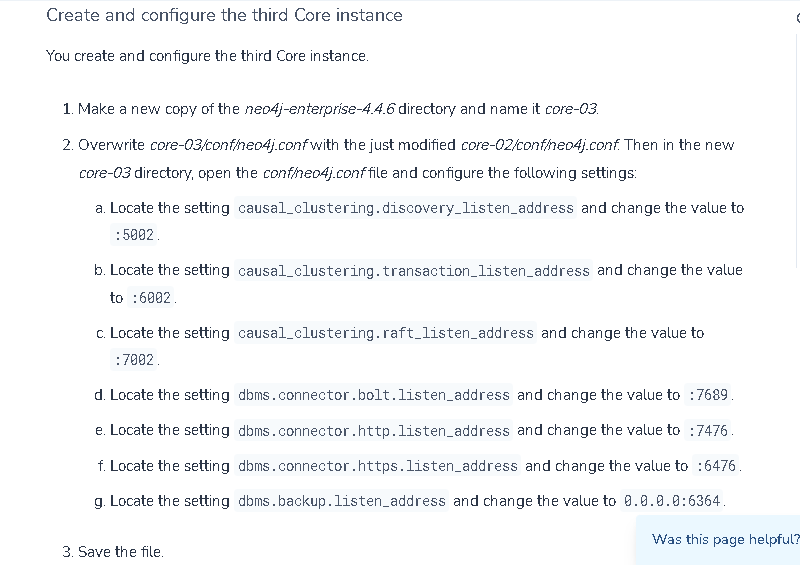 Create and configure the third Core instance
You create and configure the third Core instance.
1. Make a new copy of the neo4j-enterprise-4.4.6 directory and name it core-03.
2. Overwrite core-03/conf/neo4j.conf with the just modified core-02/conf/neo4j.conf. Then in the new
core-03 directory, open the conf/neo4j.conf file and configure the following settings:
a. Locate the setting causal_clustering.discovery_listen_address and change the value to
:5002.
b. Locate the setting causal_clustering.transaction_listen_address and change the value
to :6002.
c. Locate the setting causal_clustering.raft_listen_address and change the value to
:7002.
d. Locate the setting dbms.connector.bolt.listen_address and change the value to :7689.
e. Locate the setting dbms.connector.http.listen_address and change the value to :7476.
f. Locate the setting dbms.connector.https.listen_address and change the value to :6476.
g. Locate the setting dbms.backup.listen_address and change the value to 0.0.0.0:6364.
3. Save the file.
Was this page helpful?